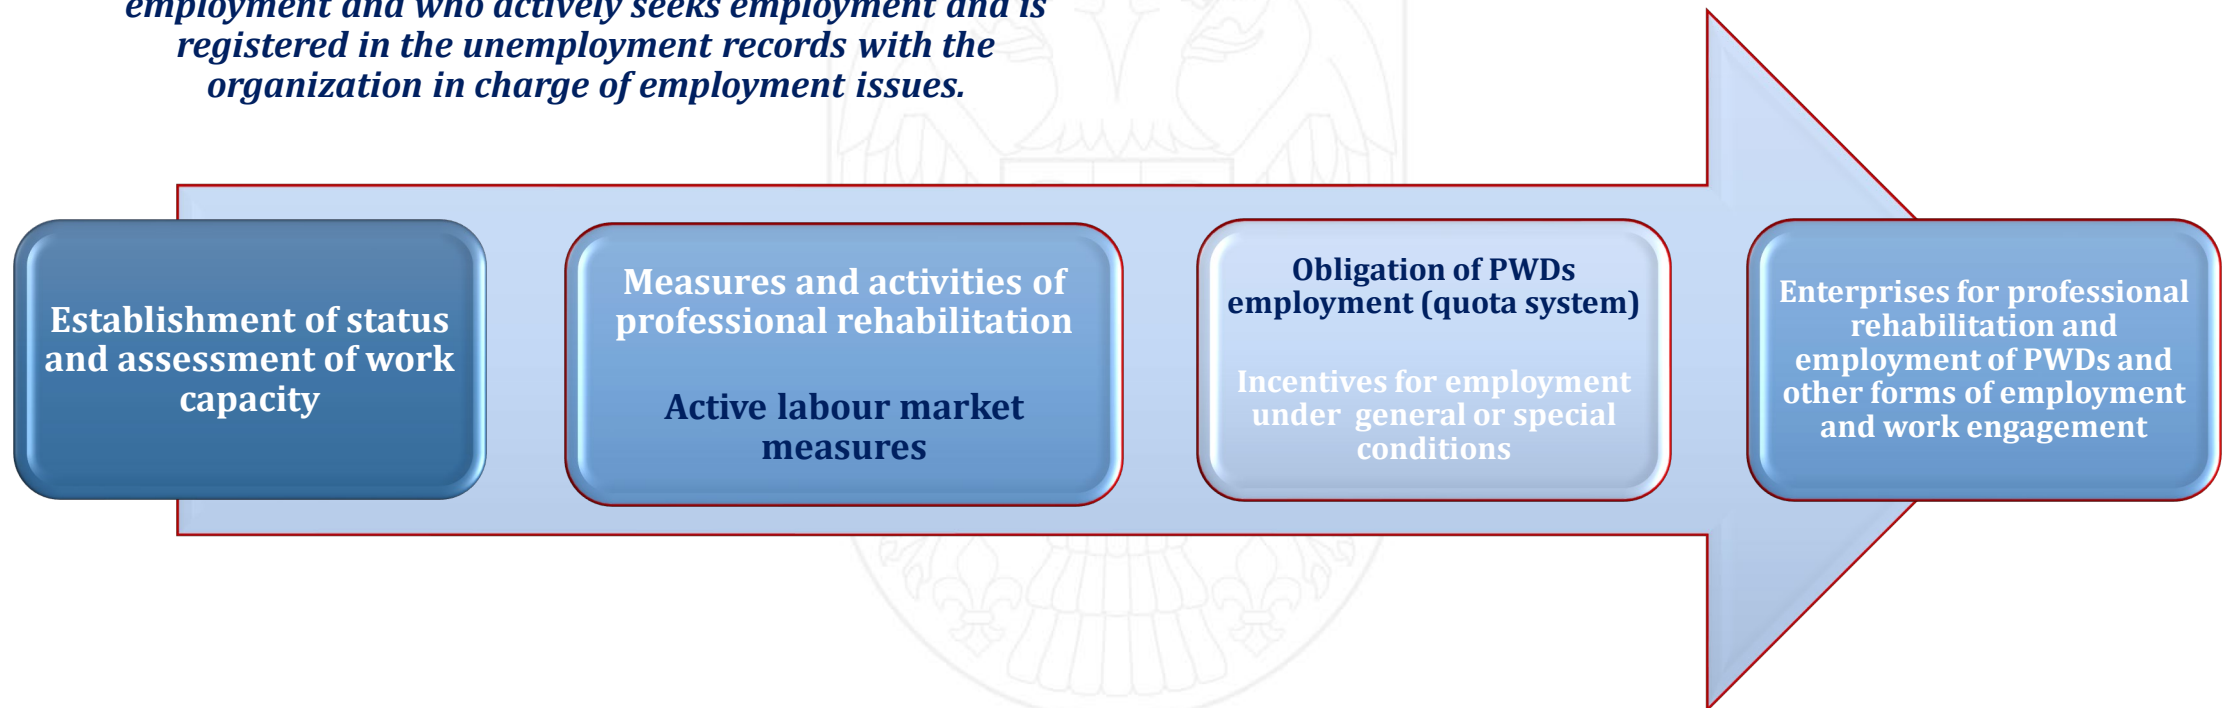 employment and who actively seeks employment and is
registered in the unemployment records with the
organization in charge of employment issues.
Establishment of status
and assessment of work
capacity
Measures and activities of
professional rehabilitation
Active labour market
measures
Obligation of PWDs
employment (quota system)
Incentives for employment
under general or special
conditions
Enterprises for professional
rehabilitation and
employment of PWDs and
other forms of employment
and work engagement